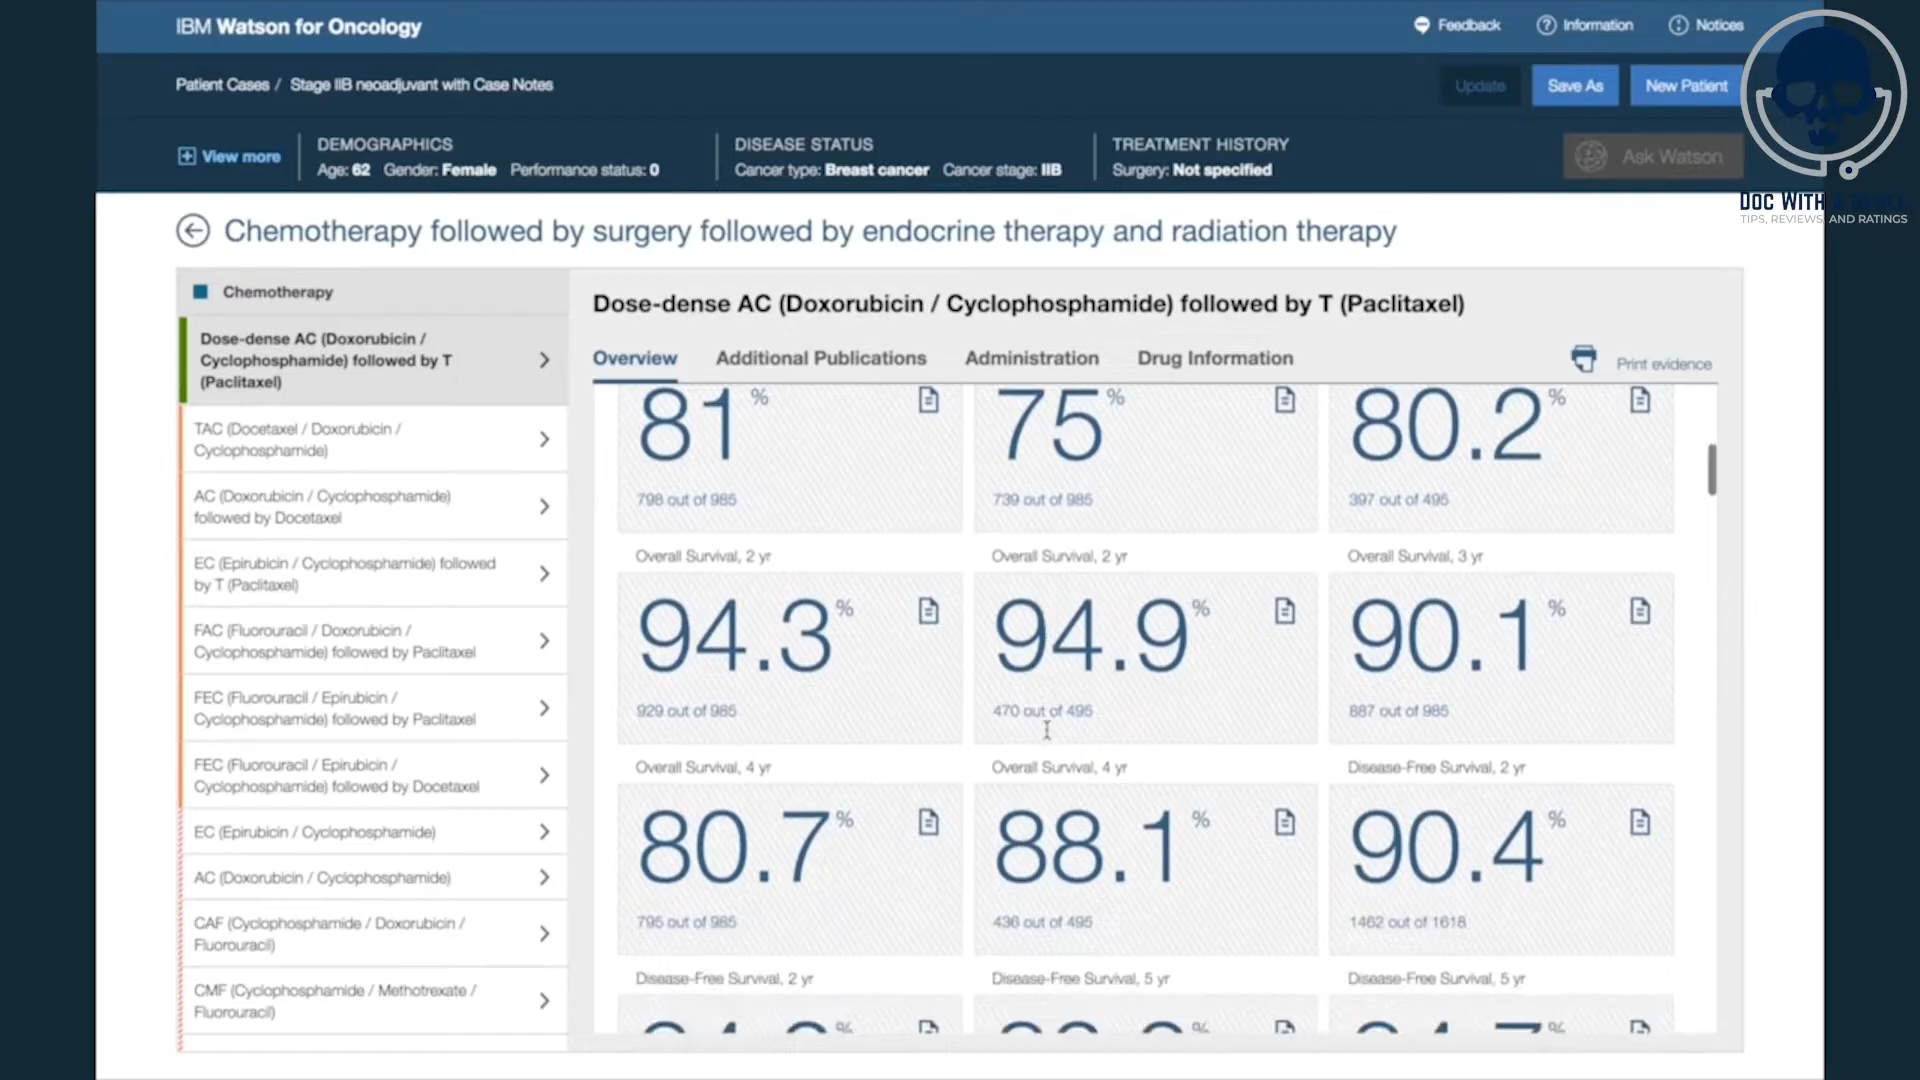 IBM Watson for Oncology
Feedback
Information
Notices
Patient Cases / Stage IIB neoadjuvant with Case Notes
Update
Save As
New Patient
View more
DEMOGRAPHICS
Age: 62 Gender: Female Performance status: 0
DISEASE STATUS
Cancer type: Breast cancer Cancer stage: IIB
TREATMENT HISTORY
Surgery: Not specified
Ask Watson
DOC WITH
TIPS, REVIEWS, AND RATINGS
Chemotherapy followed by surgery followed by endocrine therapy and radiation therapy
Chemotherapy
Dose-dense AC (Doxorubicin /
Cyclophosphamide) followed by T
(Paclitaxel)
TAC (Docetaxel / Doxorubicin /
Cyclophosphamide)
AC (Doxorubicin / Cyclophosphamide)
followed by Docetaxel
EC (Epirubicin / Cyclophosphamide) followed
by T (Paclitaxel)
FAC (Fluorouracil / Doxorubicin /
Cyclophosphamide) followed by Paclitaxel
FEC (Fluorouracil / Epirubicin /
Cyclophosphamide) followed by Paclitaxel
FEC (Fluorouracil / Epirubicin /
Cyclophosphamide) followed by Docetaxel
EC (Epirubicin / Cyclophosphamide)
AC (Doxorubicin / Cyclophosphamide)
CAF (Cyclophosphamide / Doxorubicin /
Fluorouracil)
CMF (Cyclophosphamide / Methotrexate /
Fluorouracil)
Dose-dense AC (Doxorubicin / Cyclophosphamide) followed by T (Paclitaxel)
Overview
Additional Publications
Administration
Drug Information
Print evidence
81 %
798 out of 985
75 %
739 out of 985
80.2 %
397 out of 495
Overall Survival, 2 yr
94.3 %
929 out of 985
Overall Survival, 2 yr
94.9 %
470 out of 495
Overall Survival, 3 yr
90.1 %
887 out of 985
Overall Survival, 4 yr
80.7 %
795 out of 985
Overall Survival, 4 yr
88.1 %
436 out of 495
Disease-Free Survival, 2 yr
90.4 %
1462 out of 1618
Disease-Free Survival, 2 yr
%
Disease-Free Survival, 5 yr
%
Disease-Free Survival, 5 yr
%